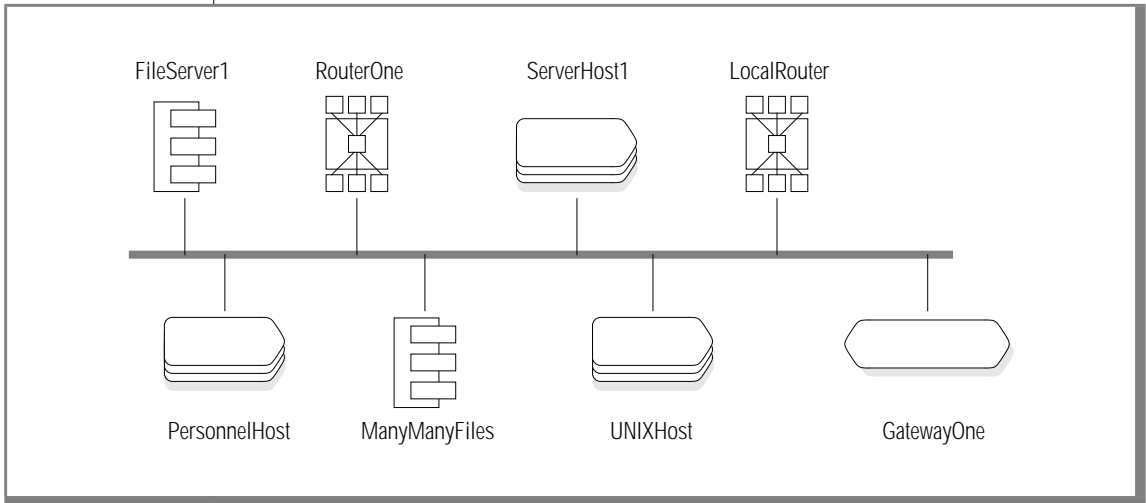 FileServer1 RouterOne ServerHost1 LocalRouter
PersonnelHost ManyManyFiles UNIXHost GatewayOne